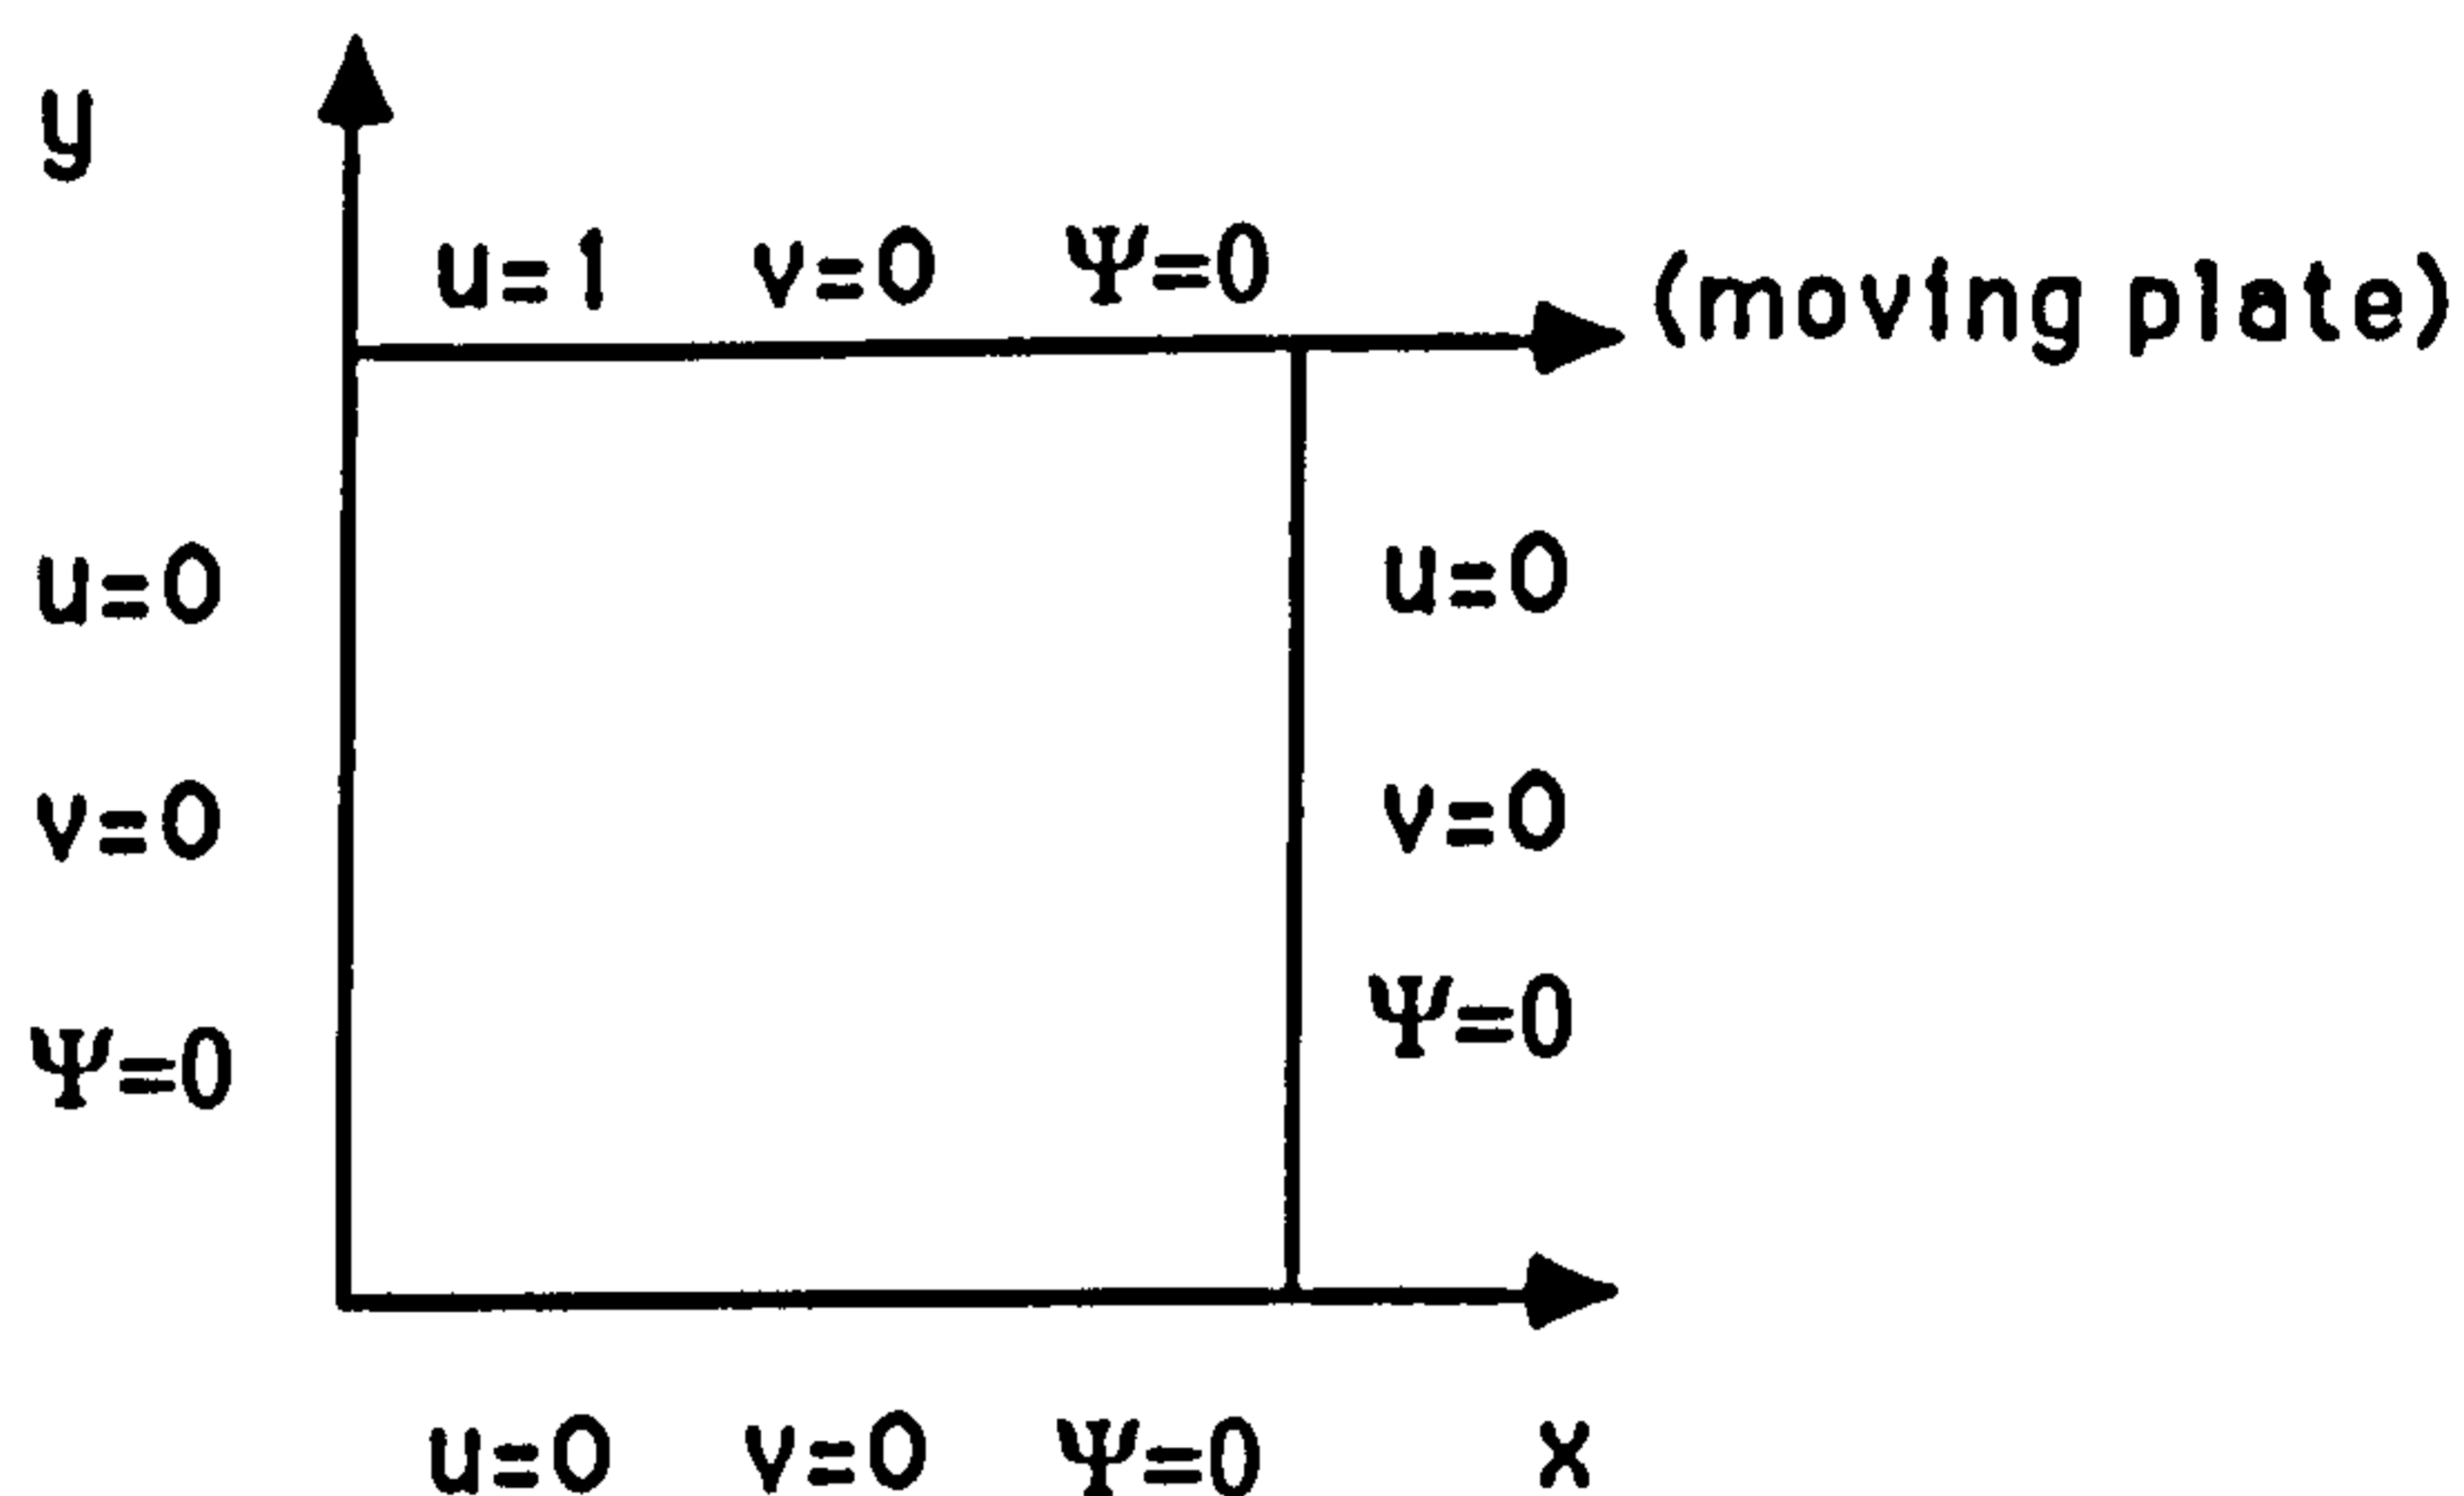 y
u=1 v=0 Ψ=0
(moving plate)
u=0
v=0
Ψ=0
u=0
v=0
Ψ=0
u=0 v=0 Ψ=0
x